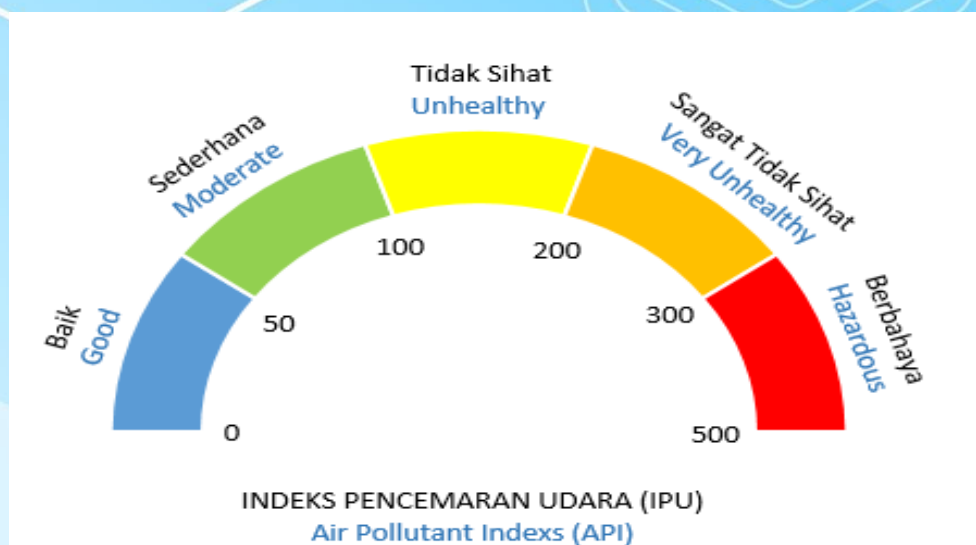 Tidak Sihat
Unhealthy
Sederhana
Moderate
Sangat Tidak Sihat
Very Unhealthy
Baik
Good
Berbahaya
Hazardous
100
200
50
300
0
500
INDEKS PENCEMARAN UDARA (IPU)
Air Pollutant Indexs (API)